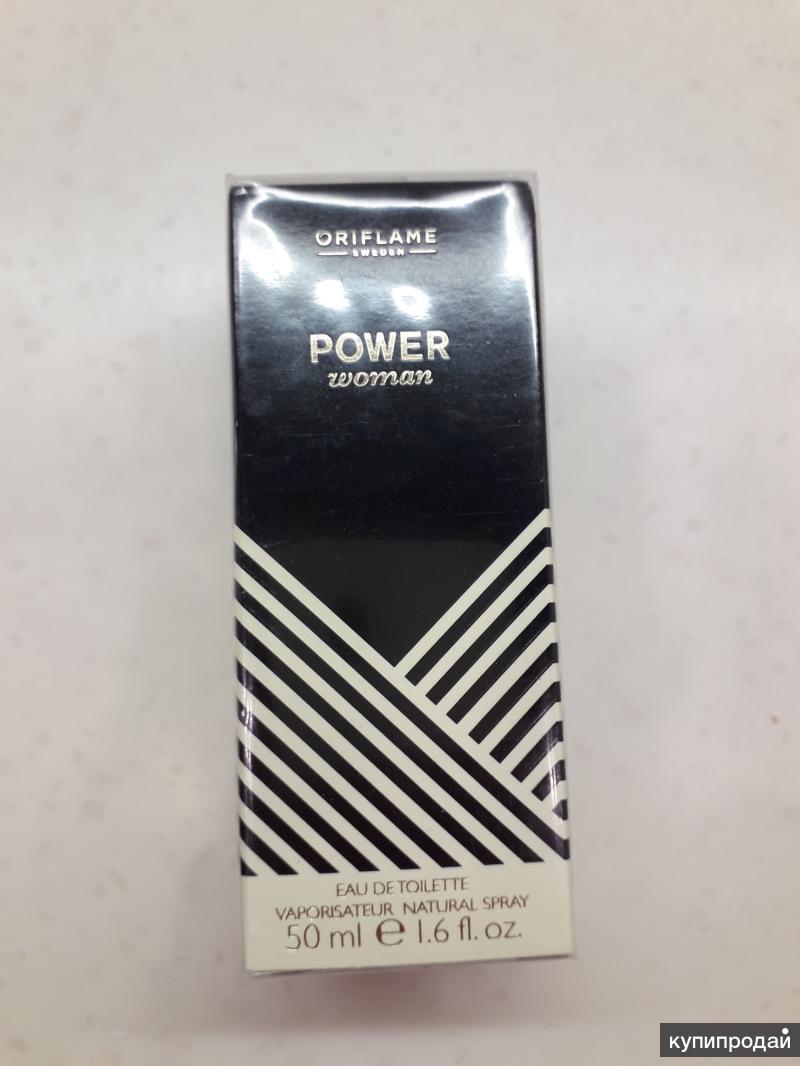 ORIFLAME
SWEDEN
POWER
woman
EAU DE TOILETTE
VAPORISATEUR NATURAL SPRAY
50 ml ℮ 1.6 fl. oz.
купипродай